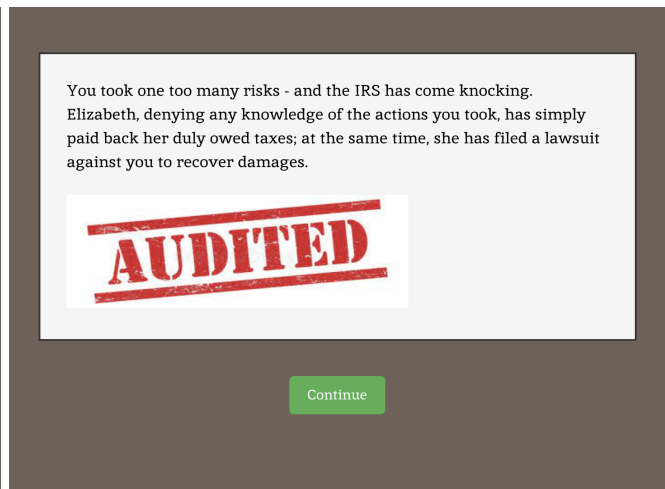 You took one too many risks - and the IRS has come knocking.
Elizabeth, denying any knowledge of the actions you took, has simply
paid back her duly owed taxes; at the same time, she has filed a lawsuit
against you to recover damages.
AUDITED
Continue